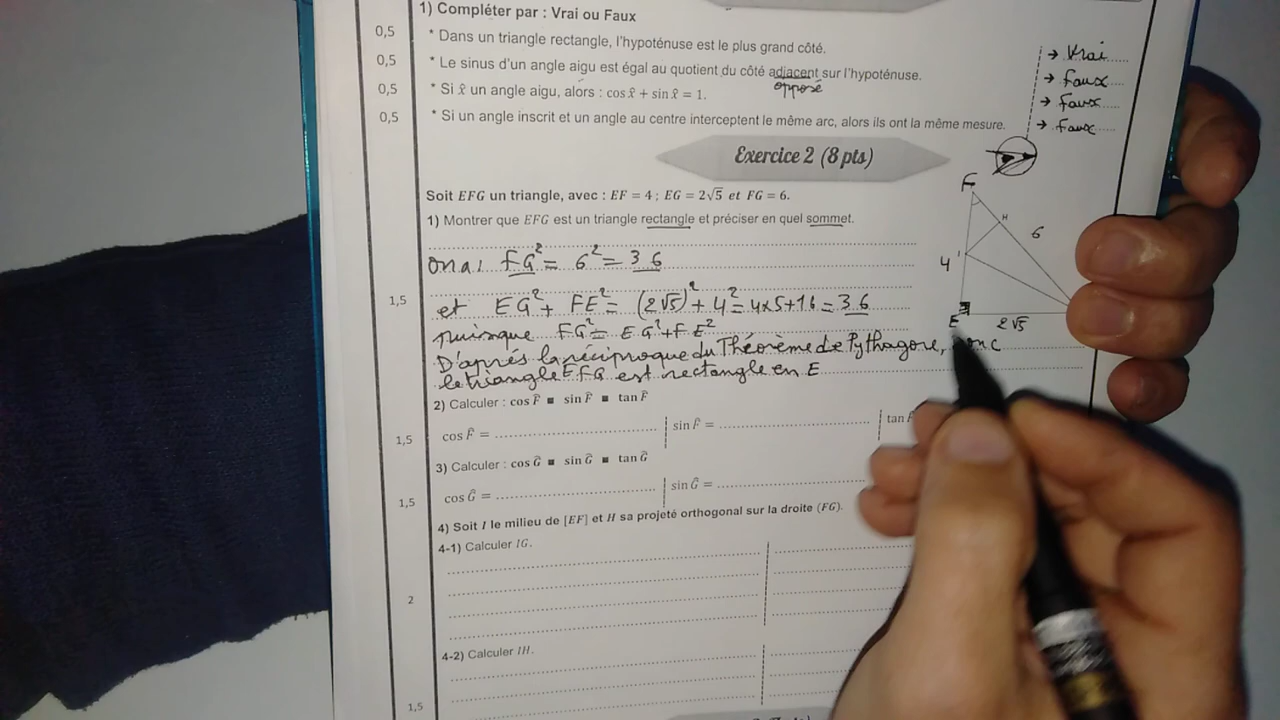 1) Compléter par : Vrai ou Faux
0,5 * Dans un triangle rectangle, l'hypoténuse est le plus grand côté. → Vrai
0,5 * Le sinus d'un angle aigu est égal au quotient du côté adjacent sur l'hypoténuse. → Faux
opposé
0,5 * Si x̂ un angle aigu, alors : cos x̂ + sin x̂ = 1. → Faux
0,5 * Si un angle inscrit et un angle au centre interceptent le même arc, alors ils ont la même mesure. → Faux
Exercice 2 (8 pts)
Soit EFG un triangle, avec : EF = 4 ; EG = 2√5 et FG = 6.
1) Montrer que EFG est un triangle rectangle et préciser en quel sommet.
ona: FG² = 6² = 36
1,5 et EG² + FE² = (2√5)² + 4² = 4x5+16 = 36
puisque FG² = EG²+FE²
D'après la réciproque du Théorème de Pythagore, donc
le triangle EFG est rectangle en E
F
H
6
4
I
E
2√5
2) Calculer : cos F̂ ■ sin F̂ ■ tan F̂
1,5 cos F̂ = sin F̂ = tan
3) Calculer : cos Ĝ ■ sin Ĝ ■ tan Ĝ
1,5 cos Ĝ = sin Ĝ =
4) Soit I le milieu de [EF] et H sa projeté orthogonal sur la droite (FG).
4-1) Calculer IG.
2
4-2) Calculer IH.
1,5